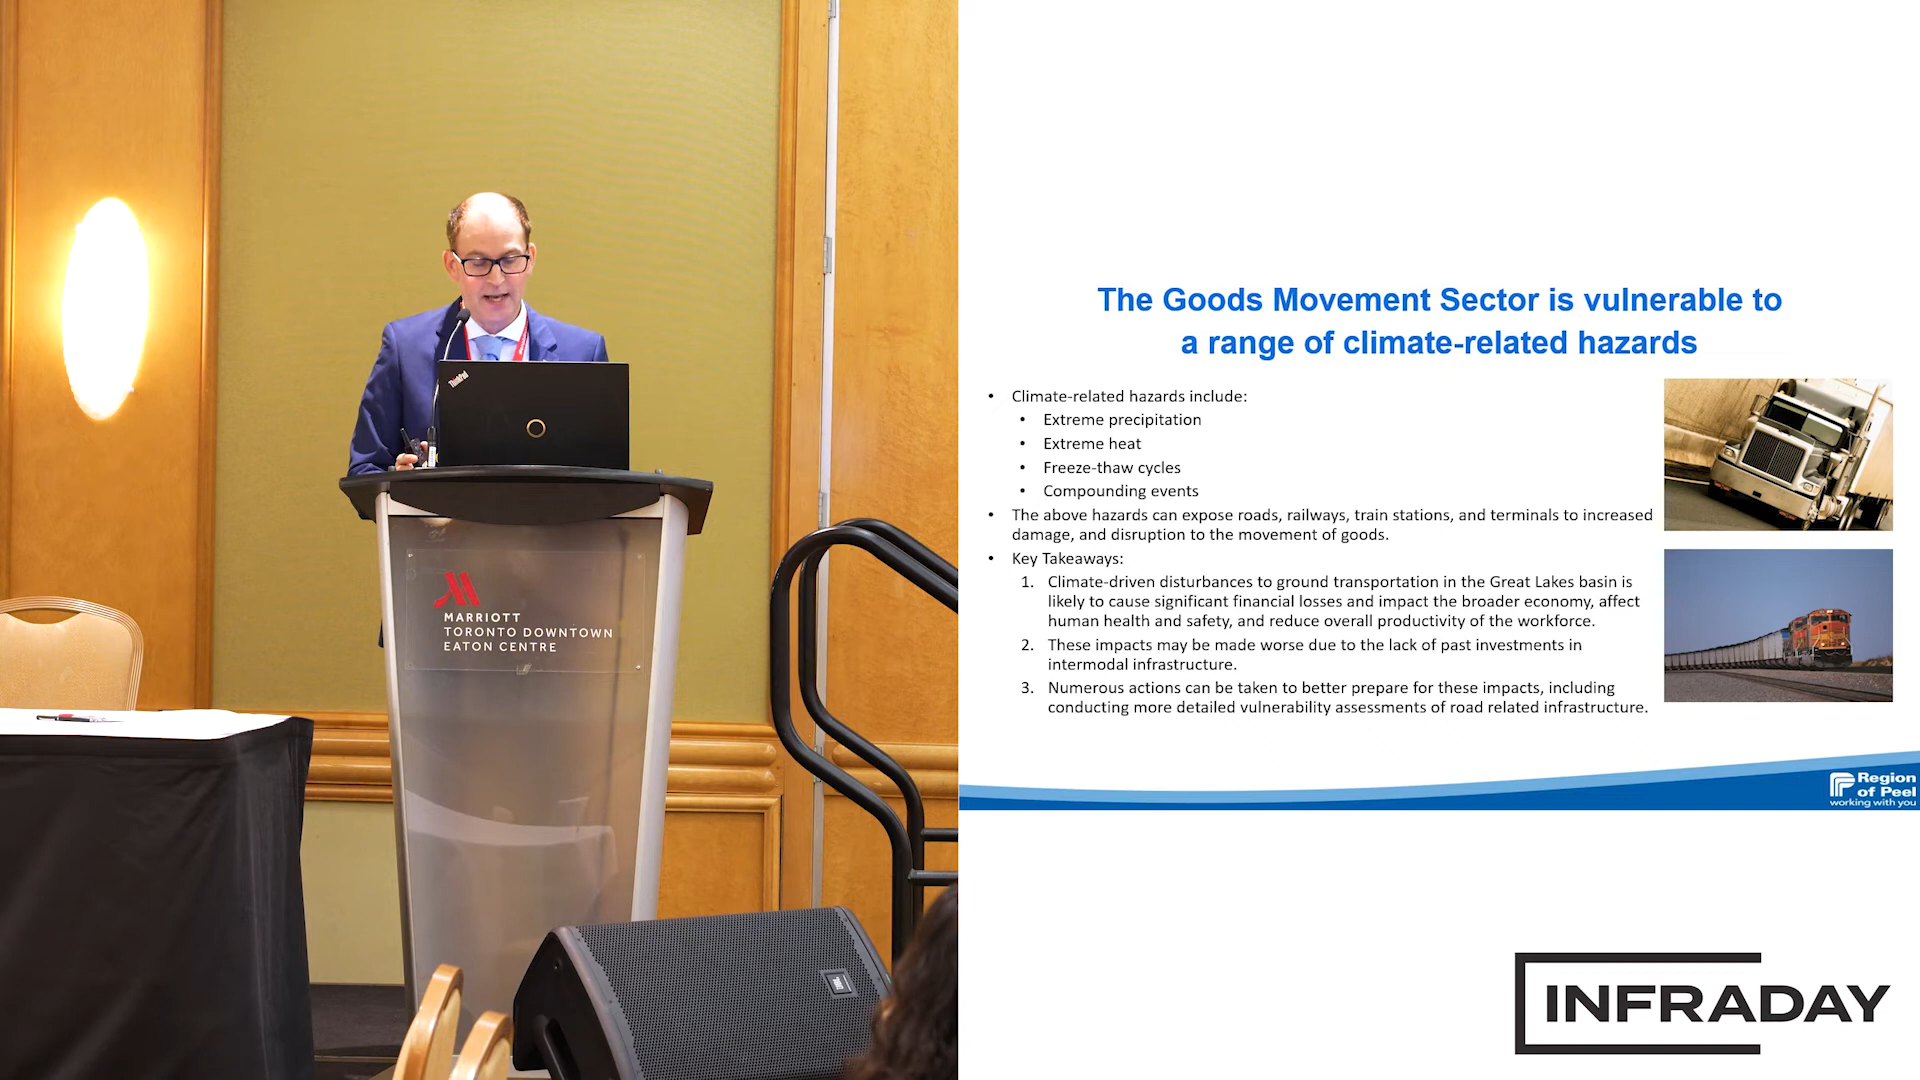 ThinkPad
MARRIOTT
TORONTO DOWNTOWN
EATON CENTRE
JBL
The Goods Movement Sector is vulnerable to
a range of climate-related hazards
• Climate-related hazards include:
• Extreme precipitation
• Extreme heat
• Freeze-thaw cycles
• Compounding events
• The above hazards can expose roads, railways, train stations, and terminals to increased
damage, and disruption to the movement of goods.
• Key Takeaways:
1. Climate-driven disturbances to ground transportation in the Great Lakes basin is
likely to cause significant financial losses and impact the broader economy, affect
human health and safety, and reduce overall productivity of the workforce.
2. These impacts may be made worse due to the lack of past investments in
intermodal infrastructure.
3. Numerous actions can be taken to better prepare for these impacts, including
conducting more detailed vulnerability assessments of road related infrastructure.
Region
of Peel
working with you
INFRADAY